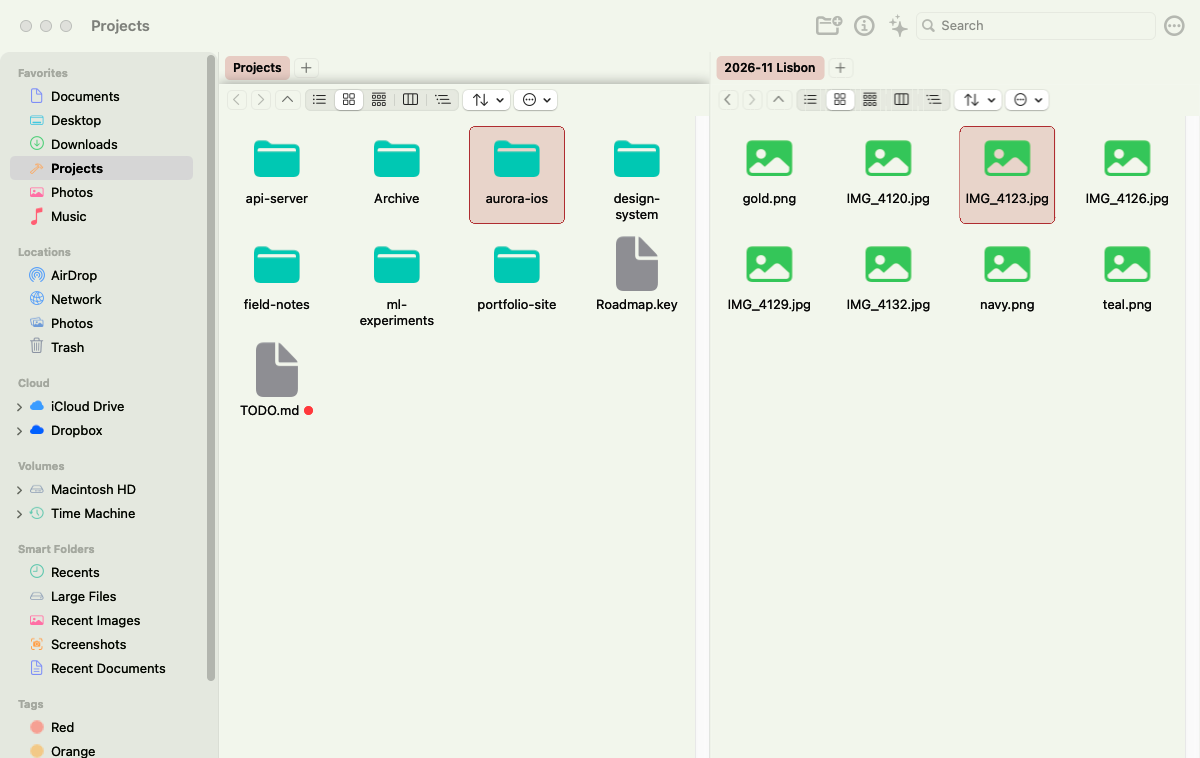 Projects
Search
Favorites
Documents
Desktop
Downloads
Projects
Photos
Music
Locations
AirDrop
Network
Photos
Trash
Cloud
iCloud Drive
Dropbox
Volumes
Macintosh HD
Time Machine
Smart Folders
Recents
Large Files
Recent Images
Screenshots
Recent Documents
Tags
Red
Orange
Projects
api-server
Archive
aurora-ios
design-
system
field-notes
ml-
experiments
portfolio-site
Roadmap.key
TODO.md
2026-11 Lisbon
gold.png
IMG_4120.jpg
IMG_4123.jpg
IMG_4126.jpg
IMG_4129.jpg
IMG_4132.jpg
navy.png
teal.png